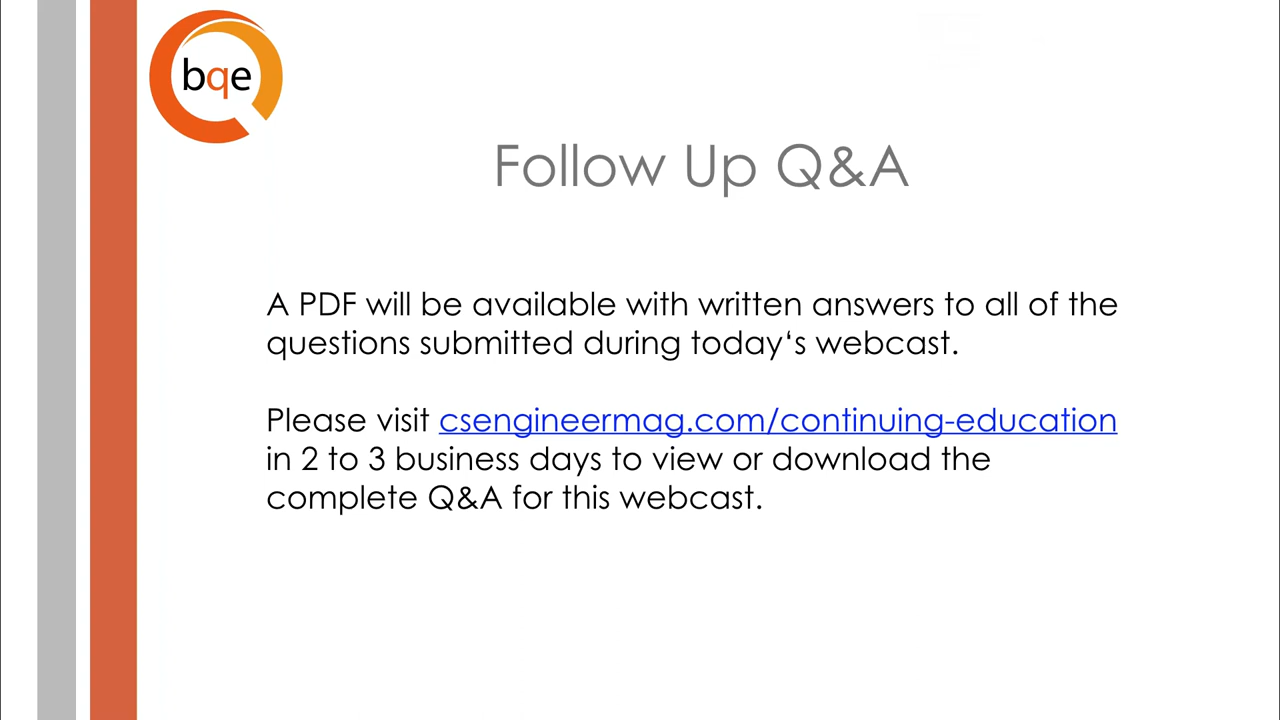 bqe
Follow Up Q&A
A PDF will be available with written answers to all of the
questions submitted during today‘s webcast.
Please visit csengineermag.com/continuing-education
in 2 to 3 business days to view or download the
complete Q&A for this webcast.